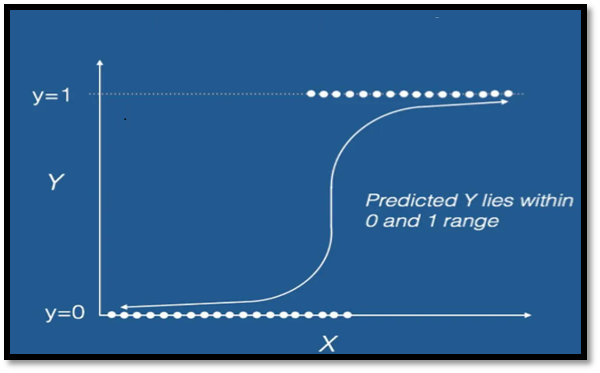 y=1
Y
Predicted Y lies within
0 and 1 range
y=0
X